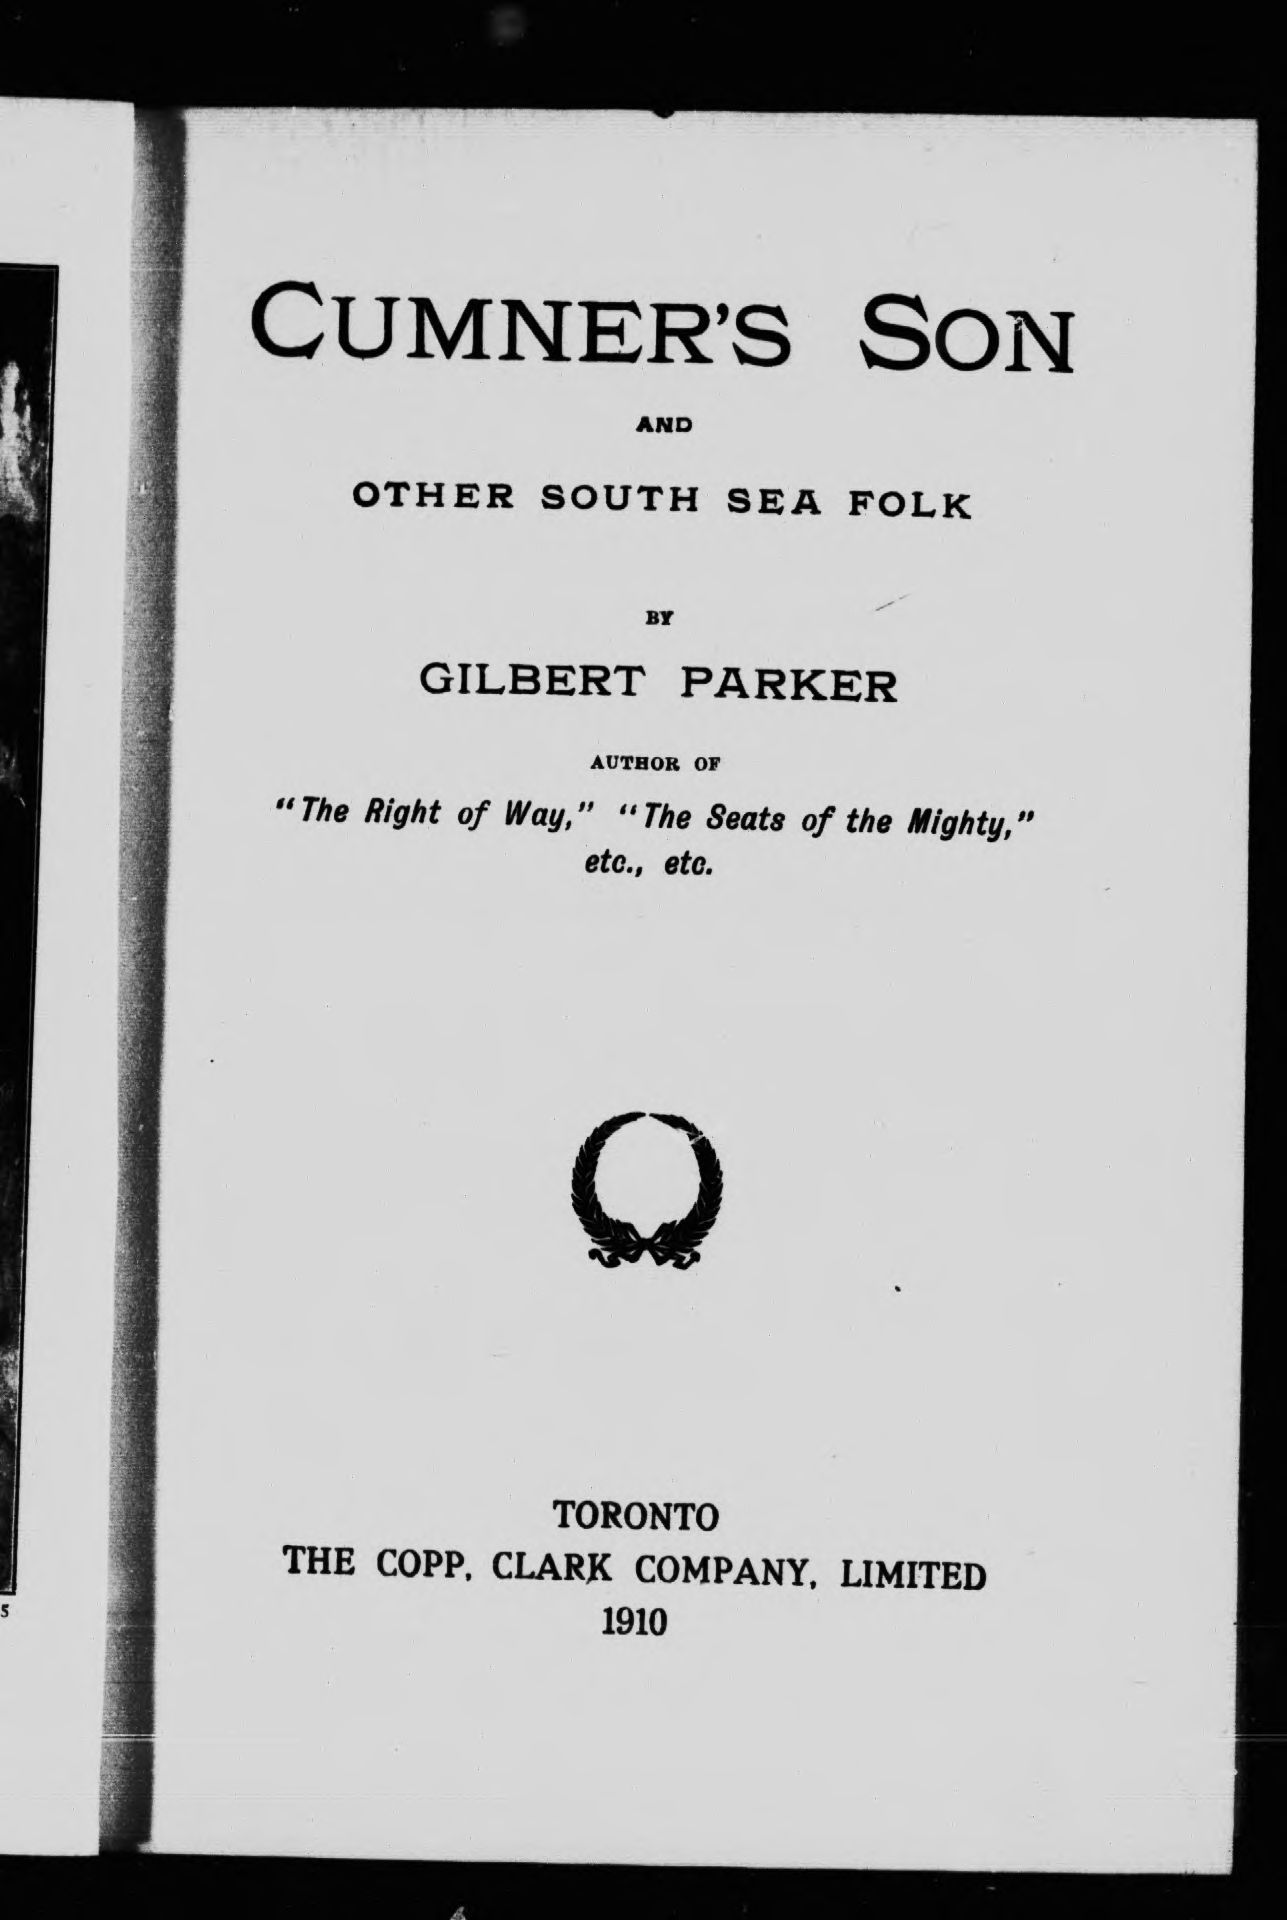 CUMNER'S SON
AND
OTHER SOUTH SEA FOLK
BY
GILBERT PARKER
AUTHOR OF
"The Right of Way," "The Seats of the Mighty,"
etc., etc.
TORONTO
THE COPP, CLARK COMPANY, LIMITED
1910